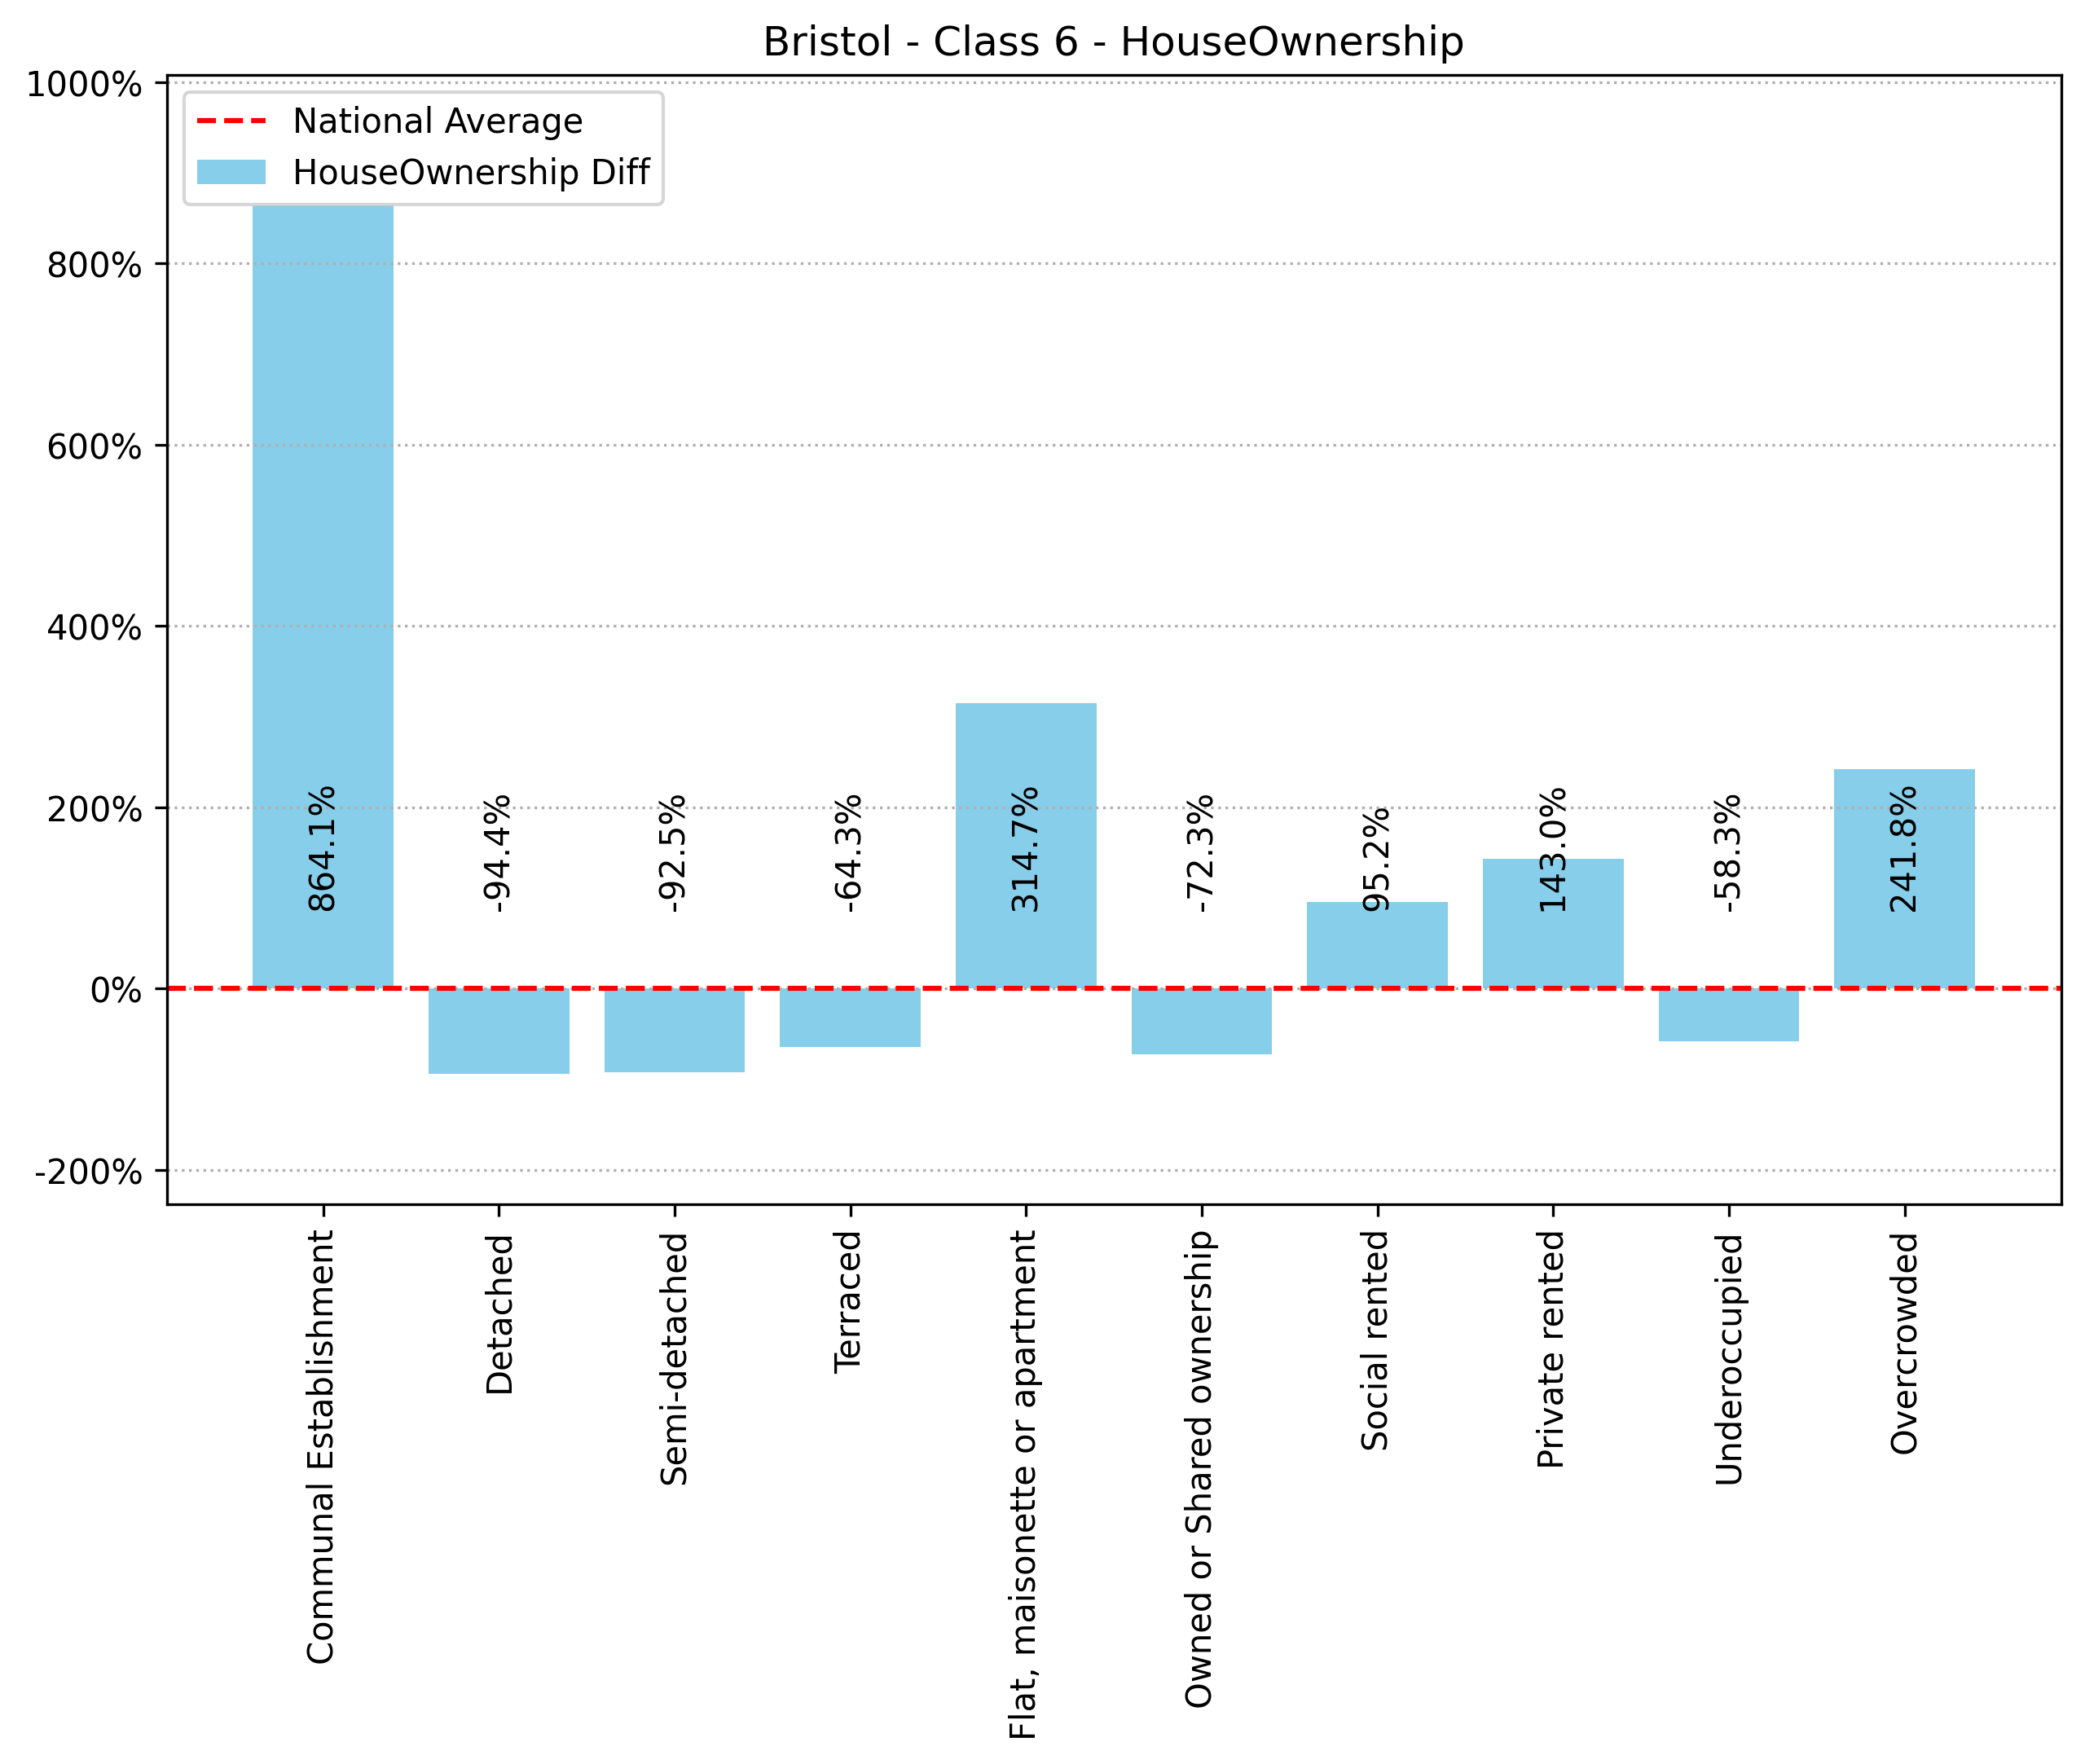 Bristol - Class 6 - HouseOwnership
1000%
800%
600%
400%
200%
0%
-200%
National Average
HouseOwnership Diff
864.1%
-94.4%
-92.5%
-64.3%
314.7%
-72.3%
95.2%
143.0%
-58.3%
241.8%
Communal Establishment
Detached
Semi-detached
Terraced
Flat, maisonette or apartment
Owned or Shared ownership
Social rented
Private rented
Underoccupied
Overcrowded